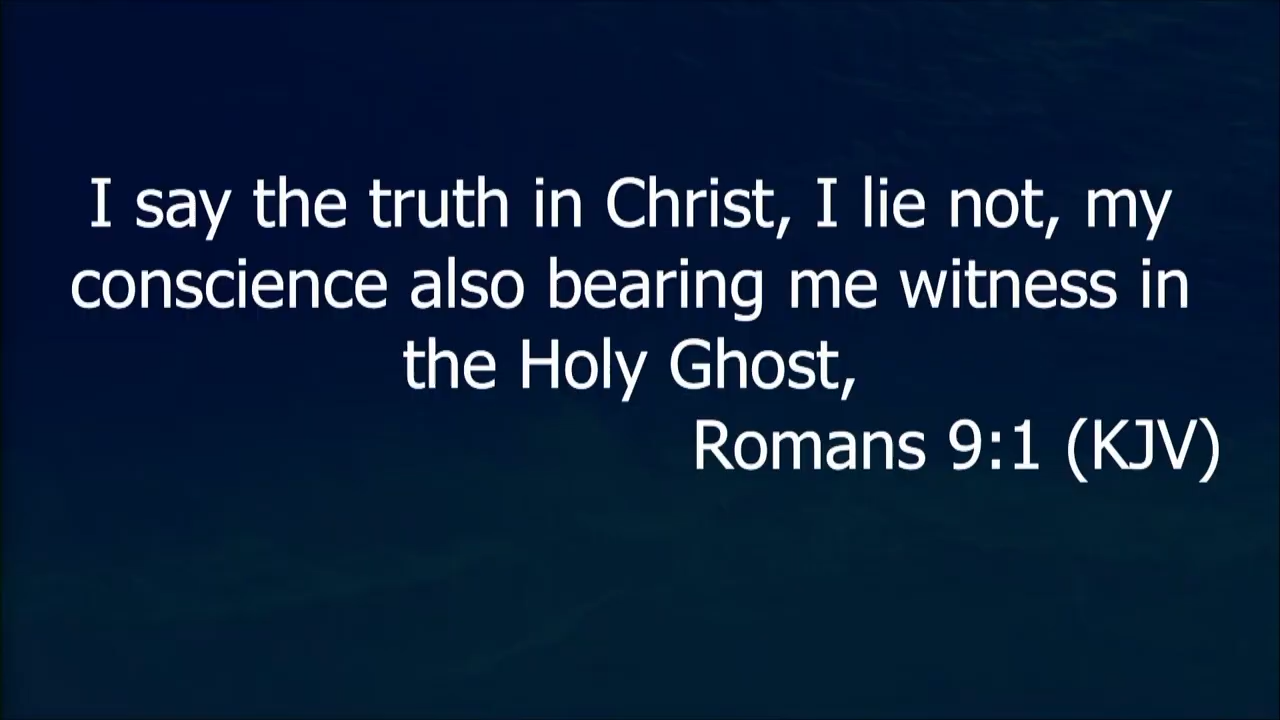 I say the truth in Christ, I lie not, my
conscience also bearing me witness in
the Holy Ghost,
Romans 9:1 (KJV)